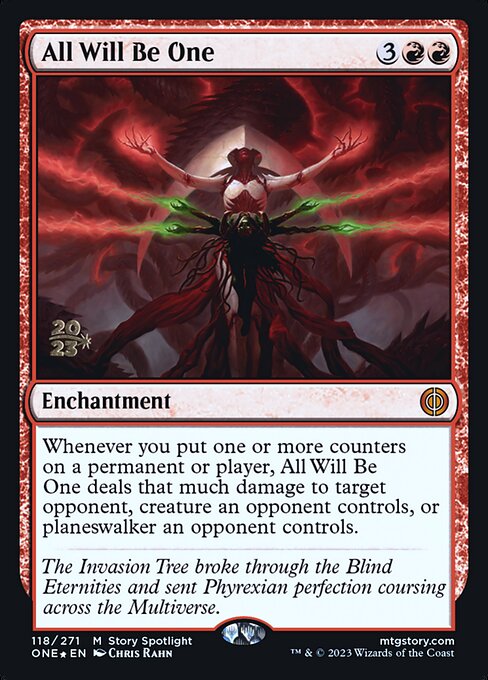 All Will Be One 3
20
23
Enchantment
Whenever you put one or more counters
on a permanent or player, All Will Be
One deals that much damage to target
opponent, creature an opponent controls, or
planeswalker an opponent controls.
The Invasion Tree broke through the Blind
Eternities and sent Phyrexian perfection coursing
across the Multiverse.
118/271 M Story Spotlight
ONE★EN Chris Rahn
mtgstory.com
™ & © 2023 Wizards of the Coast